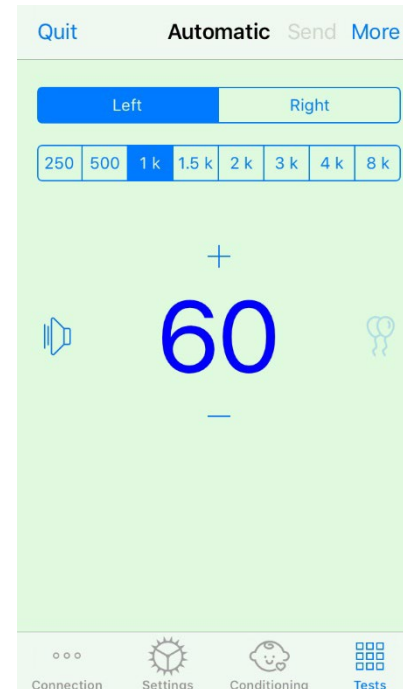 Quit Automatic Send More
Left Right
250 500 1 k 1.5 k 2 k 3 k 4 k 8 k
+
60
−
Connection Settings Conditioning Tests